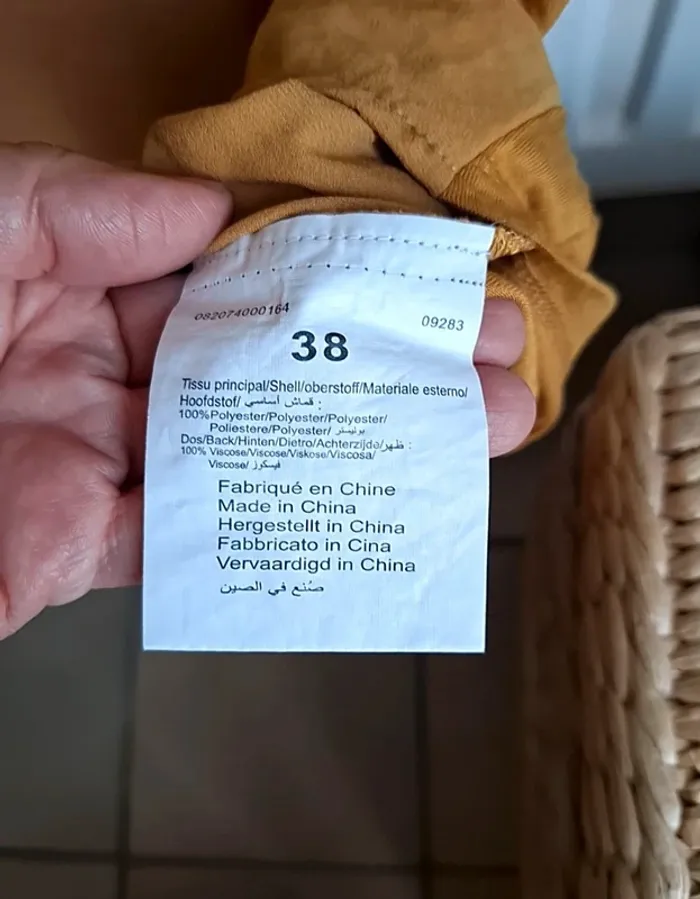 082074000164
09283
38
Tissu principal/Shell/oberstoff/Materiale esterno/
Hoofdstof/ قماش أساسي :
100%Polyester/Polyester/Polyester/
Poliestere/Polyester/ بوليستر
Dos/Back/Hinten/Dietro/Achterzijde/ظهر :
100% Viscose/Viscose/Viskose/Viscosa/
Viscose/ فيسكوز
Fabriqué en Chine
Made in China
Hergestellt in China
Fabbricato in Cina
Vervaardigd in China
صُنع في الصين